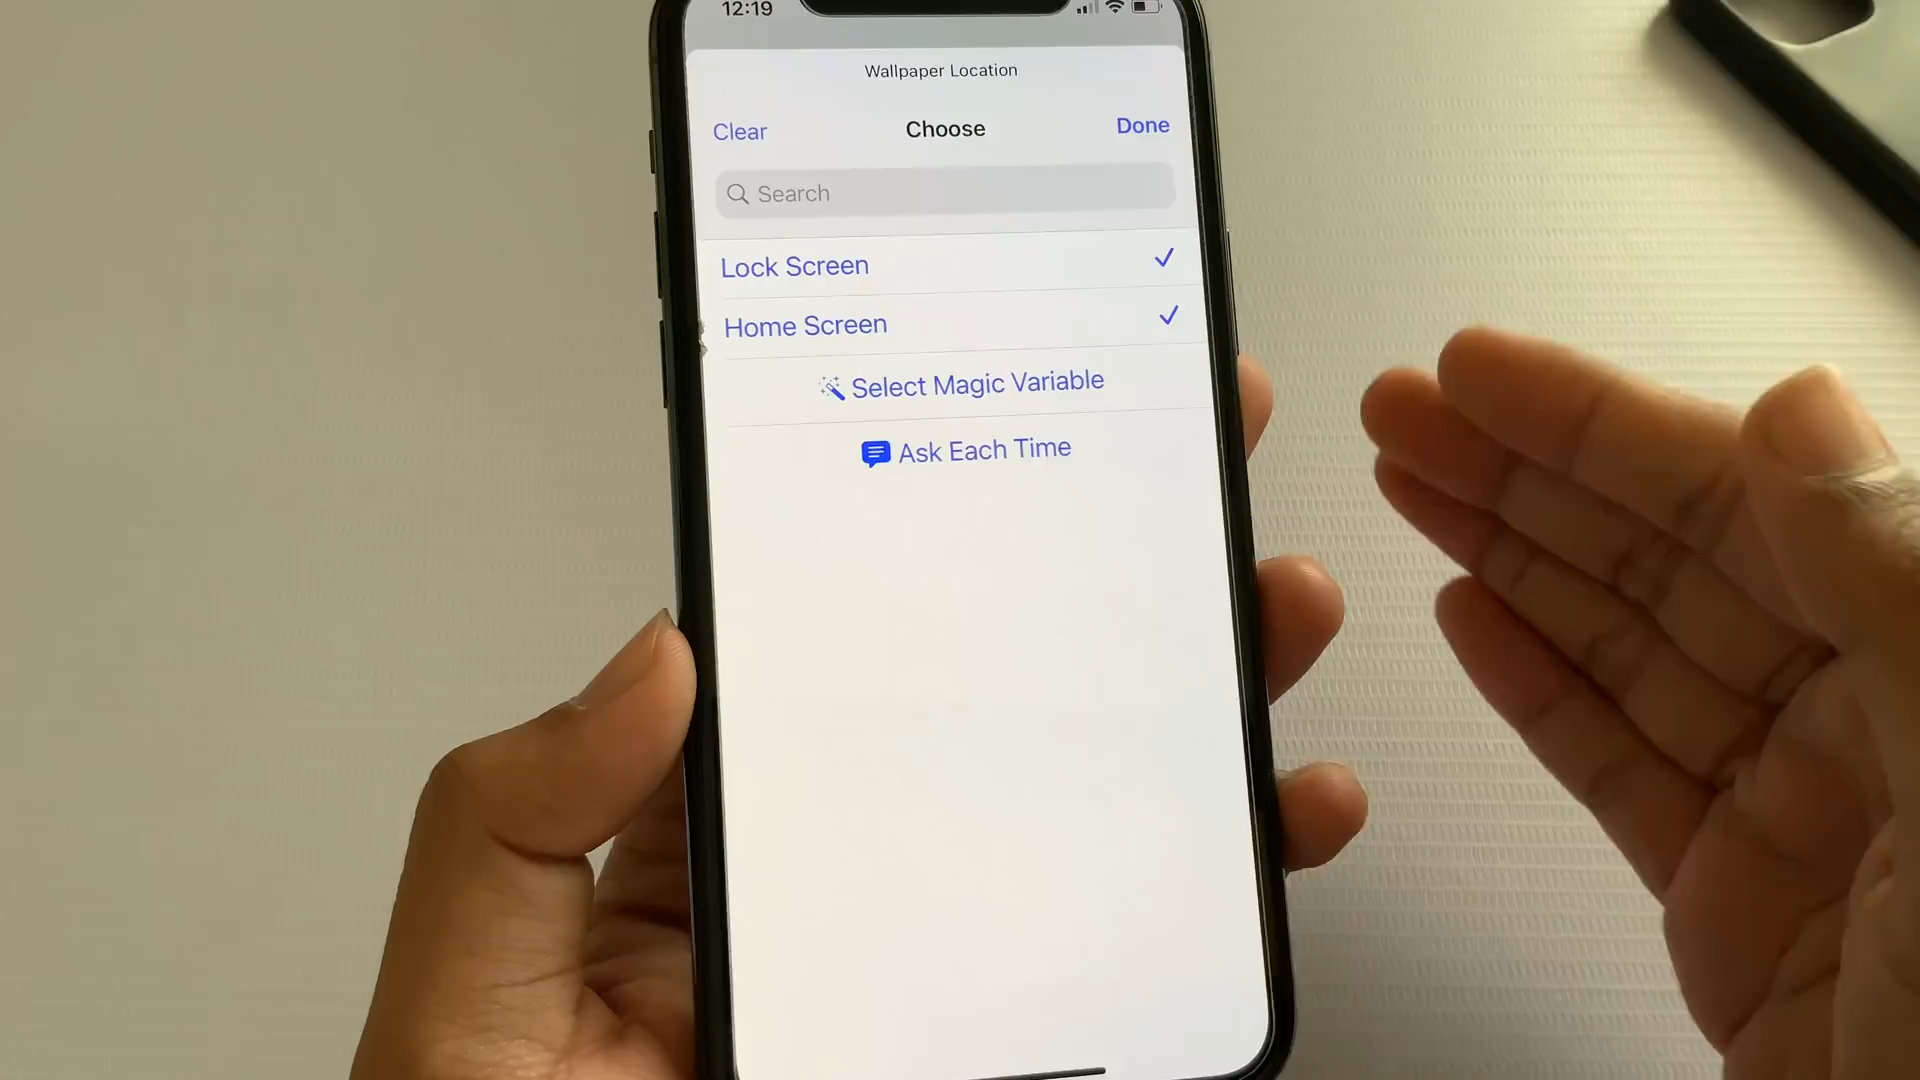 12:19
Wallpaper Location
Clear
Choose
Done
Search
Lock Screen
Home Screen
Select Magic Variable
Ask Each Time